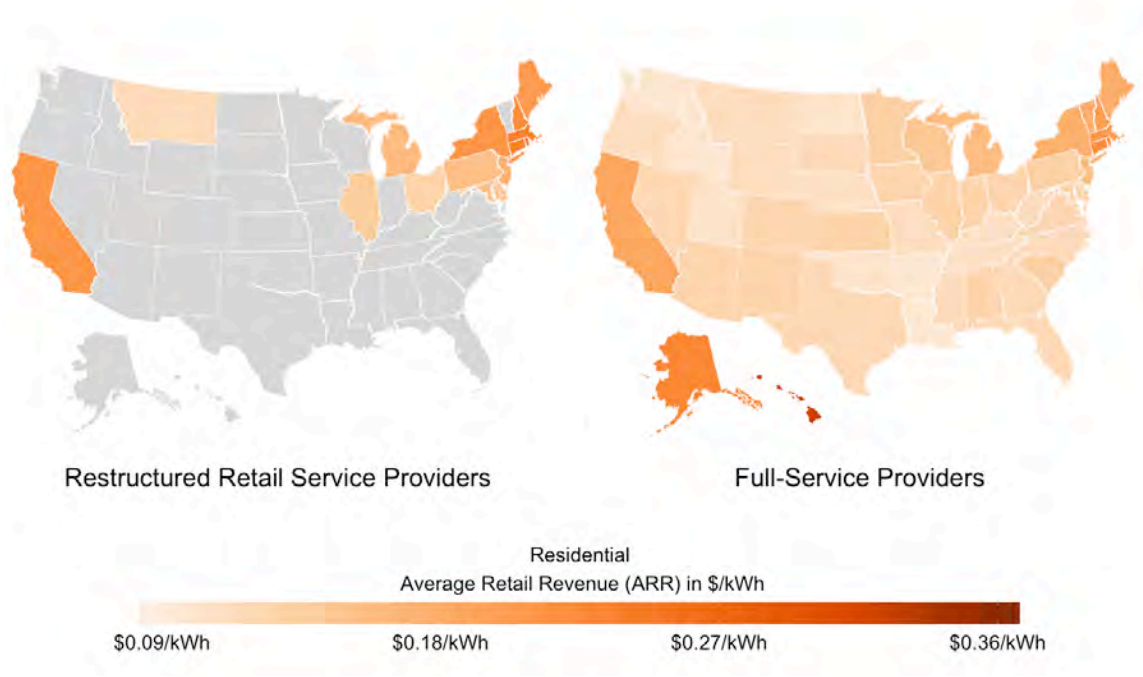 Restructured Retail Service Providers
Full-Service Providers
Residential
Average Retail Revenue (ARR) in $/kWh
$0.09/kWh
$0.18/kWh
$0.27/kWh
$0.36/kWh